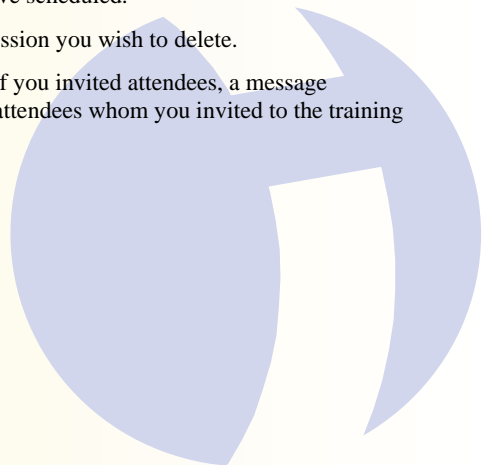 ve scheduled.
ssion you wish to delete.
f you invited attendees, a message
attendees whom you invited to the training